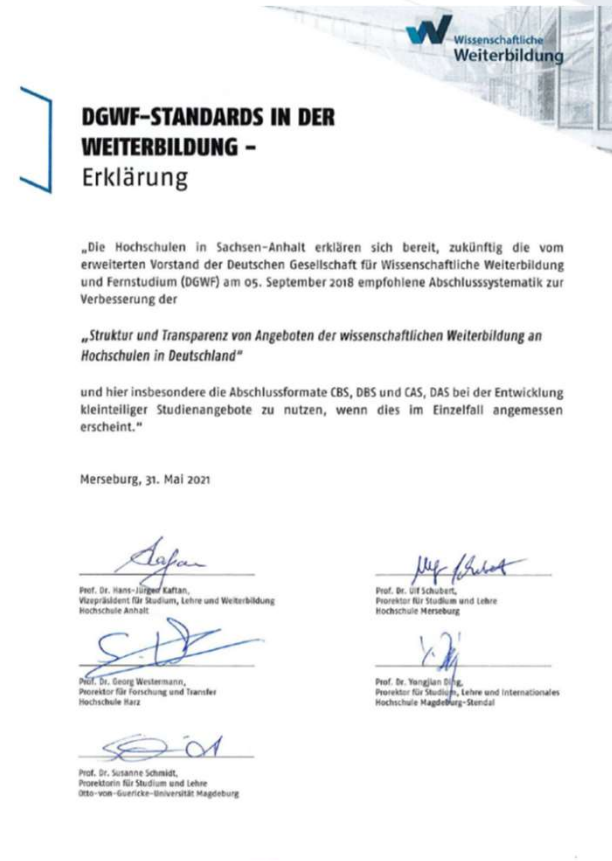 Wissenschaftliche
Weiterbildung
DGWF-STANDARDS IN DER
WEITERBILDUNG –
Erklärung
„Die Hochschulen in Sachsen-Anhalt erklären sich bereit, zukünftig die vom
erweiterten Vorstand der Deutschen Gesellschaft für Wissenschaftliche Weiterbildung
und Fernstudium (DGWF) am 05. September 2018 empfohlene Abschlusssystematik zur
Verbesserung der
„Struktur und Transparenz von Angeboten der wissenschaftlichen Weiterbildung an
Hochschulen in Deutschland"
und hier insbesondere die Abschlussformate CBS, DBS und CAS, DAS bei der Entwicklung
kleinteiliger Studienangebote zu nutzen, wenn dies im Einzelfall angemessen
erscheint."
Merseburg, 31. Mai 2021
Prof. Dr. Hans-Jürgen Kaftan,
Vizepräsident für Studium, Lehre und Weiterbildung
Hochschule Anhalt
Prof. Dr. Ulf Schubert,
Prorektor für Studium und Lehre
Hochschule Merseburg
Prof. Dr. Georg Westermann,
Prorektor für Forschung und Transfer
Hochschule Harz
Prof. Dr. Yongjian Ding,
Prorektor für Studium, Lehre und Internationales
Hochschule Magdeburg-Stendal
Prof. Dr. Susanne Schmidt,
Prorektorin für Studium und Lehre
Otto-von-Guericke-Universität Magdeburg